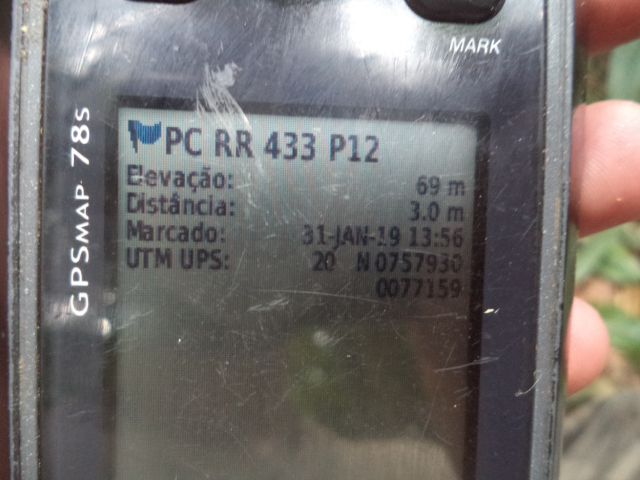 MARK
GPSMAP 78s
PC RR 433 P12
Elevação: 69 m
Distância: 3.0 m
Marcado: 31-JAN-19 13:56
UTM UPS: 20 N 0757930
0077159